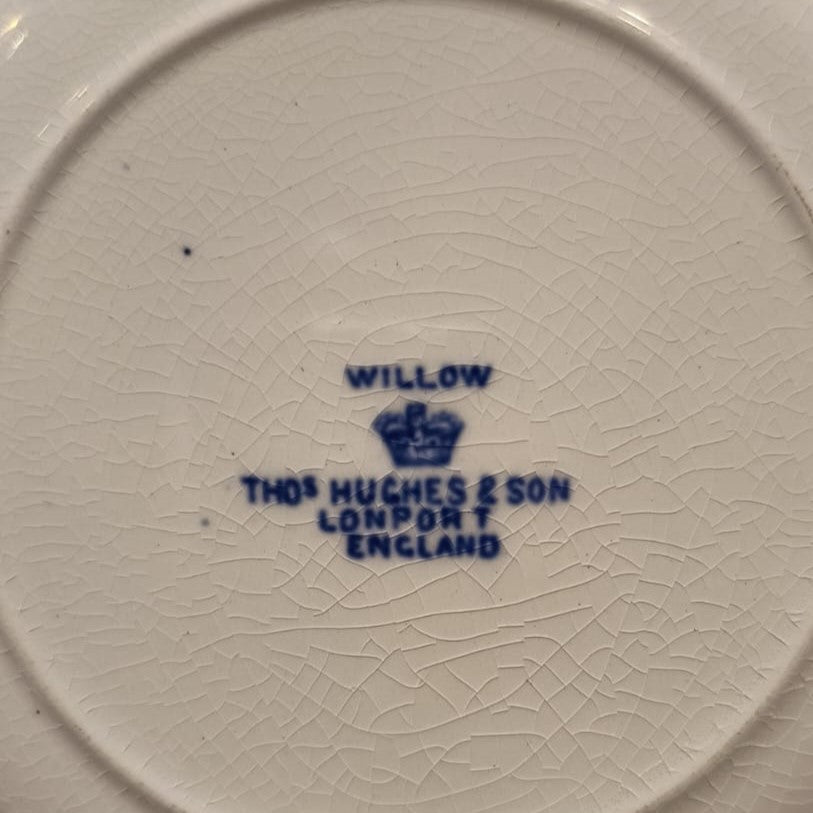 WILLOW
THOS HUGHES & SON
LONPORT
ENGLAND